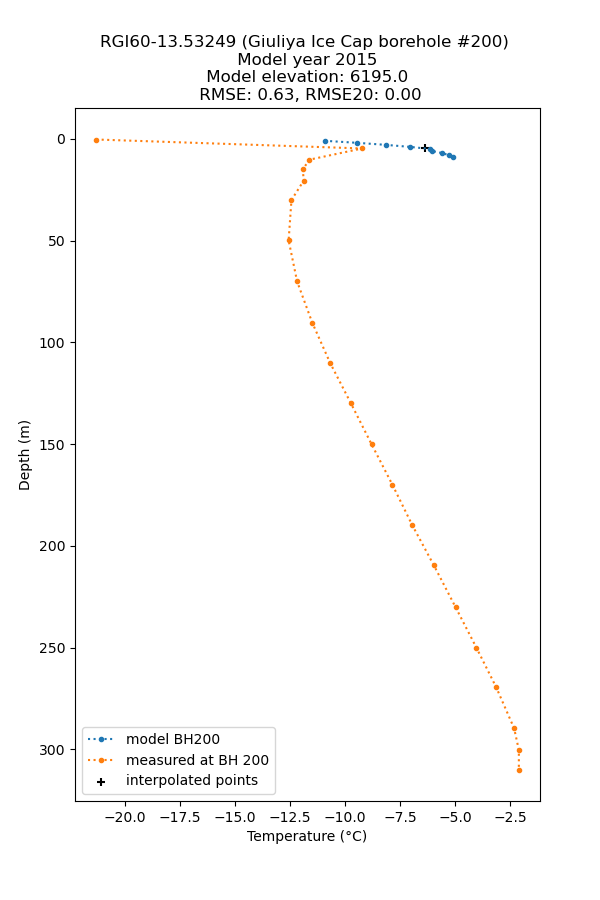 RGI60-13.53249 (Giuliya Ice Cap borehole #200)
Model year 2015
Model elevation: 6195.0
RMSE: 0.63, RMSE20: 0.00
0
50
100
150
200
250
300
Depth (m)
model BH200
measured at BH 200
interpolated points
−20.0 −17.5 −15.0 −12.5 −10.0 −7.5 −5.0 −2.5
Temperature (°C)